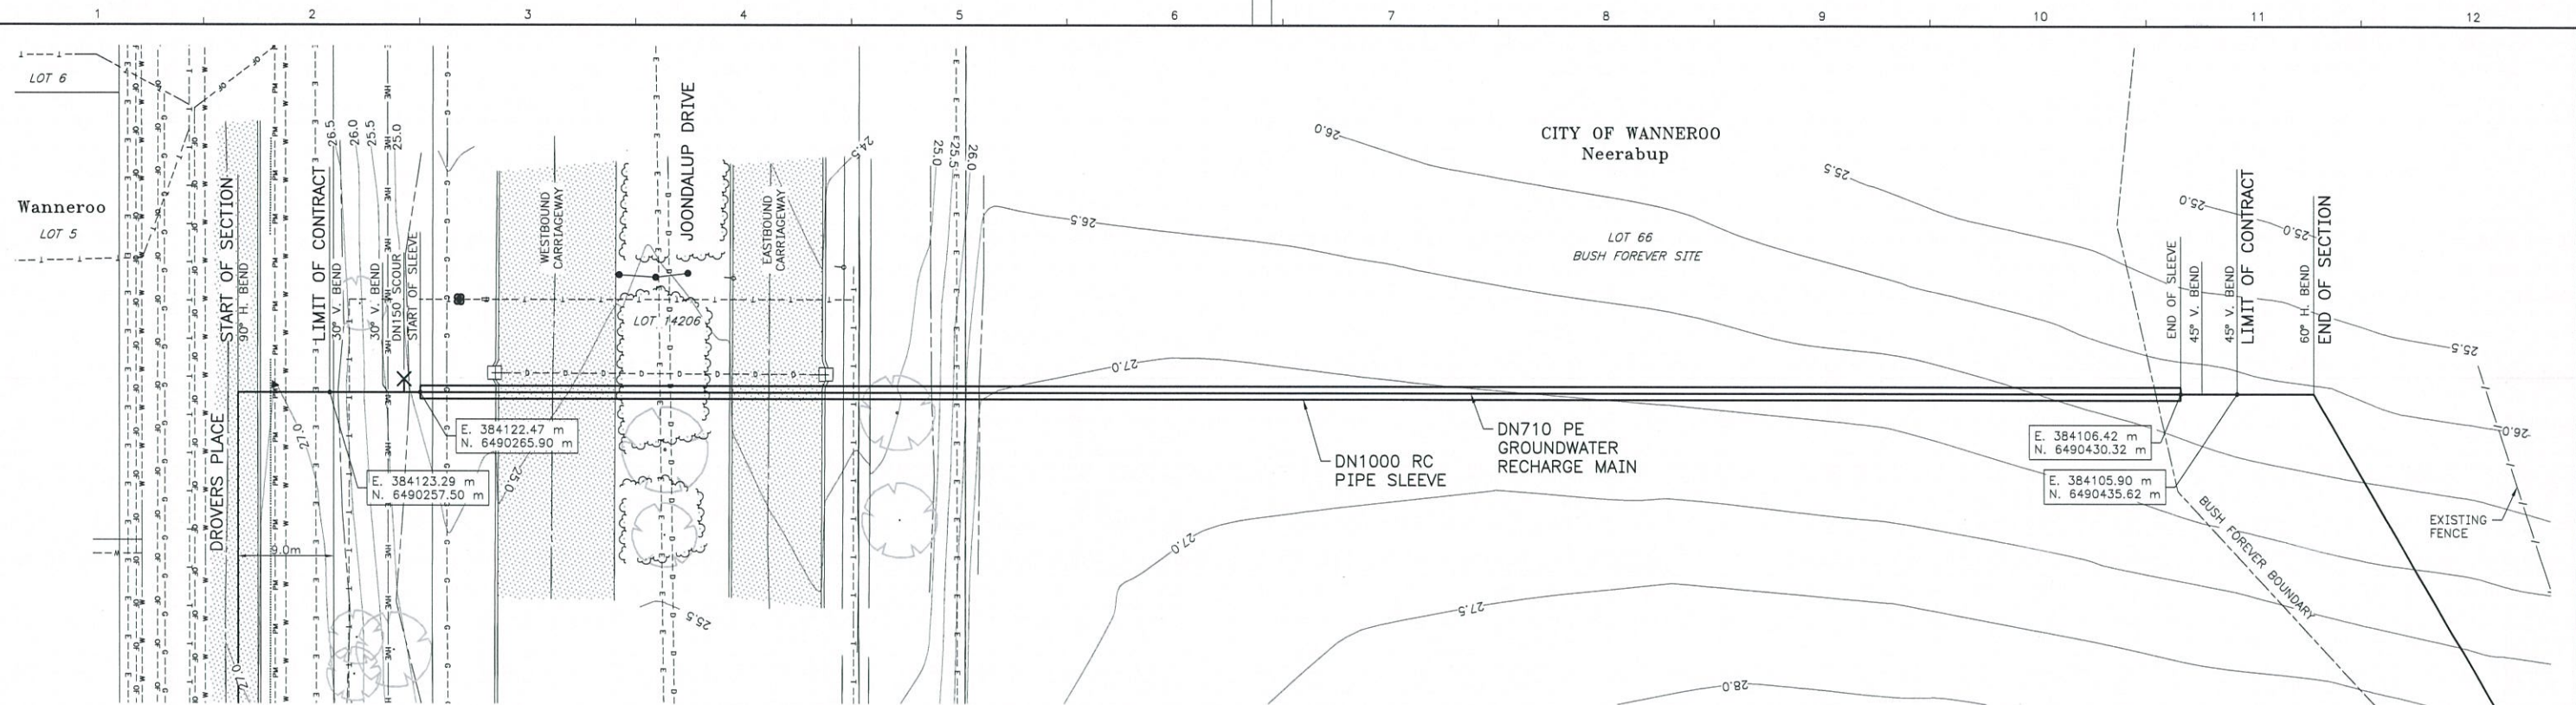 1 2 3 4 5 6 7 8 9 10 11 12
LOT 6
Wanneroo
LOT 5
START OF SECTION
90° H. BEND
LIMIT OF CONTRACT
30° V. BEND
30° V. BEND
DN150 SCOUR
START OF SLEEVE
26.5
26.0
25.5
25.0
WESTBOUND
CARRIAGEWAY
JOONDALUP DRIVE
EASTBOUND
CARRIAGEWAY
LOT 14206
24.5
25.0
25.5
26.0
26.0
CITY OF WANNEROO
Neerabup
25.5
26.5
LOT 66
BUSH FOREVER SITE
25.0
25.0
END OF SLEEVE
45° V. BEND
45° V. BEND
LIMIT OF CONTRACT
60° H. BEND
END OF SECTION
25.5
27.0
DROVERS PLACE
27.0
E. 384122.47 m
N. 6490265.90 m
E. 384123.29 m
N. 6490257.50 m
25.0
9.0m
DN1000 RC
PIPE SLEEVE
DN710 PE
GROUNDWATER
RECHARGE MAIN
E. 384106.42 m
N. 6490430.32 m
E. 384105.90 m
N. 6490435.62 m
26.0
BUSH FOREVER BOUNDARY
EXISTING
FENCE
27.0
25.5
27.5
27.0
28.0